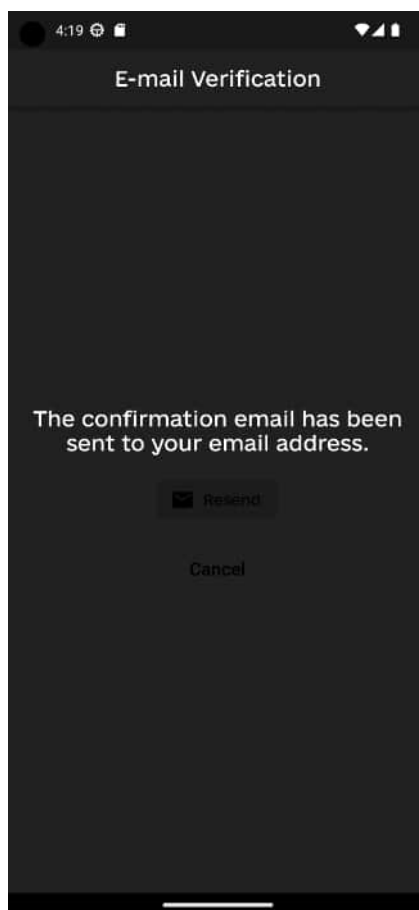 4:19
E-mail Verification
The confirmation email has been
sent to your email address.
Resend
Cancel